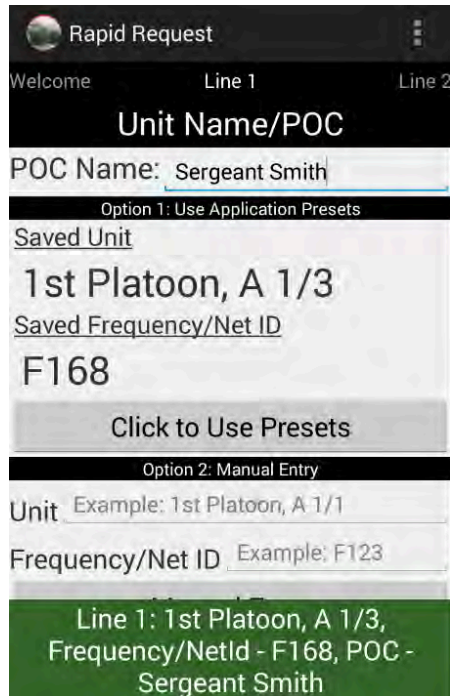 Rapid Request
Welcome Line 1 Line 2
Unit Name/POC
POC Name: Sergeant Smith
Option 1: Use Application Presets
Saved Unit
1st Platoon, A 1/3
Saved Frequency/Net ID
F168
Click to Use Presets
Option 2: Manual Entry
Unit Example: 1st Platoon, A 1/1
Frequency/Net ID Example: F123
Line 1: 1st Platoon, A 1/3,
Frequency/NetId - F168, POC -
Sergeant Smith